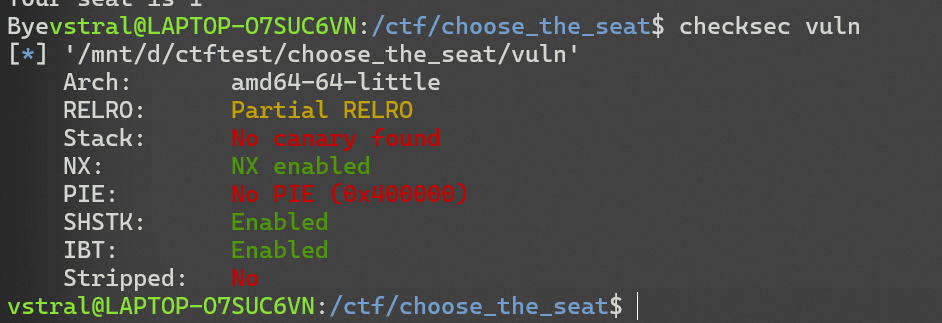 Your seat is 1
Byevstral@LAPTOP-O7SUC6VN:/ctf/choose_the_seat$ checksec vuln
[*] '/mnt/d/ctftest/choose_the_seat/vuln'
    Arch:       amd64-64-little
    RELRO:      Partial RELRO
    Stack:      No canary found
    NX:         NX enabled
    PIE:        No PIE (0x400000)
    SHSTK:      Enabled
    IBT:        Enabled
    Stripped:   No
vstral@LAPTOP-O7SUC6VN:/ctf/choose_the_seat$